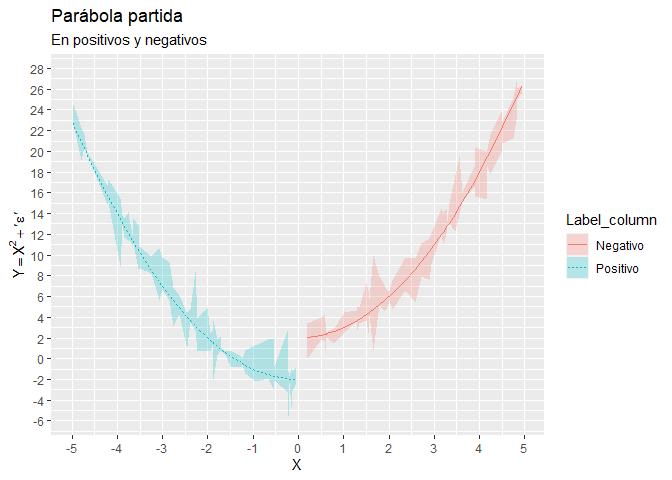 Parábola partida
En positivos y negativos
28
26
24
22
20
18
16
14
12
10
8
6
4
2
0
-2
-4
-6
Y = X² + 'ε'
-5 -4 -3 -2 -1 0 1 2 3 4 5
X
Label_column
Negativo
Positivo